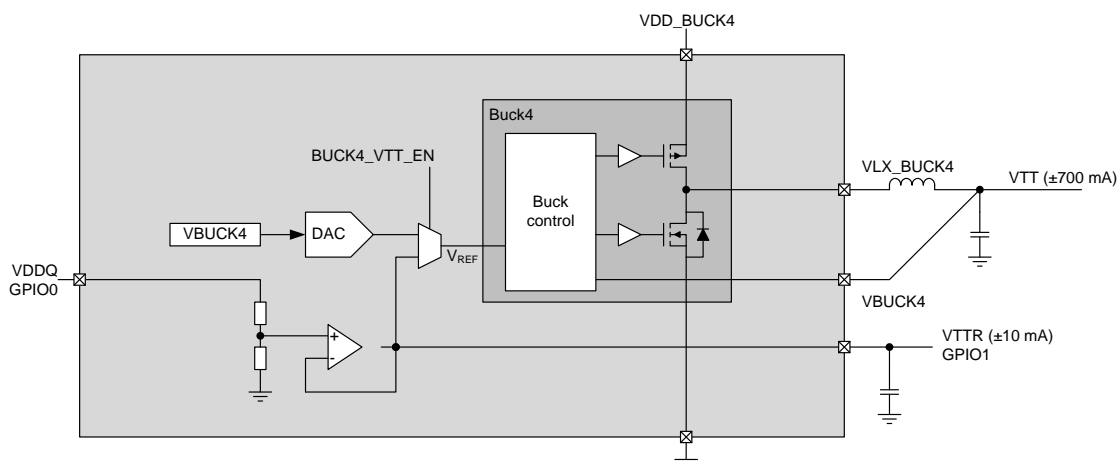 VDD_BUCK4
Buck4
BUCK4_VTT_EN
VLX_BUCK4
VTT (±700 mA)
Buck
control
VBUCK4
DAC
VREF
VDDQ
GPIO0
VBUCK4
+
-
VTTR (±10 mA)
GPIO1